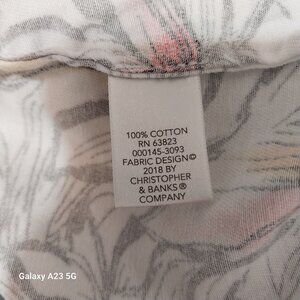 100% COTTON
RN 63823
000145-3093
FABRIC DESIGN©
2018 BY
CHRISTOPHER
& BANKS®
COMPANY
Galaxy A23 5G